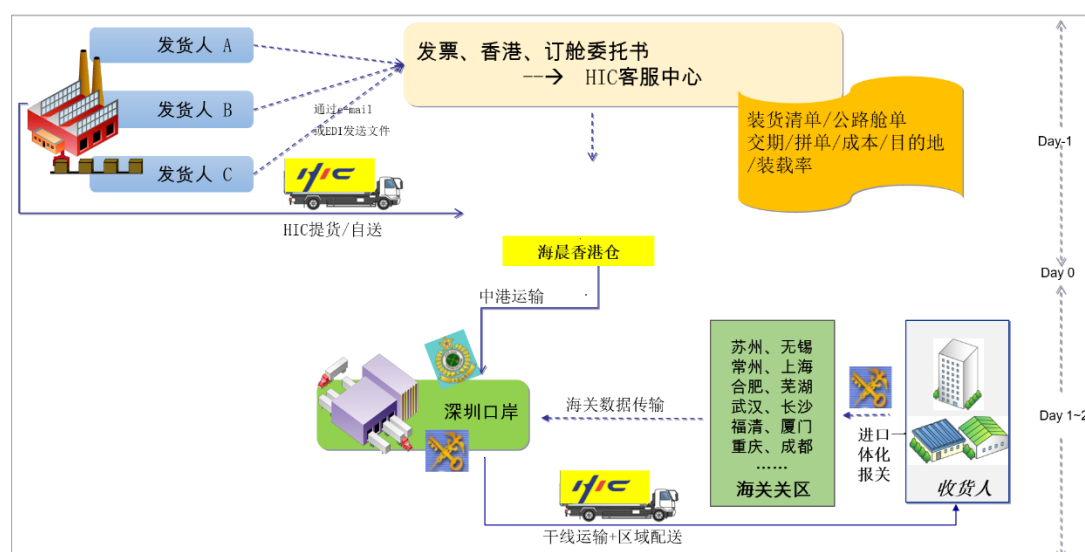 发货人 A
发货人 B
发货人 C
通过e-mail
或EDI发送文件
发票、香港、订舱委托书
---→ HIC客服中心
装货清单/公路舱单
交期/拼单/成本/目的地
/装载率
Day-1
HIC
HIC提货/自送
海晨香港仓
Day 0
中港运输
深圳口岸
海关数据传输
苏州、无锡
常州、上海
合肥、芜湖
武汉、长沙
福清、厦门
重庆、成都
……
海关关区
进口一
体化
报关
收货人
Day 1~2
HIC
干线运输+区域配送